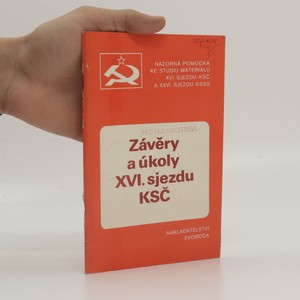 NÁZORNÁ POMŮCKA
KE STUDIU MATERIÁLŮ
XVI. SJEZDU KSČ
A XXVI. SJEZDU KSSS
Závěry
a úkoly
XVI. sjezdu
KSČ
NAKLADATELSTVÍ
SVOBODA